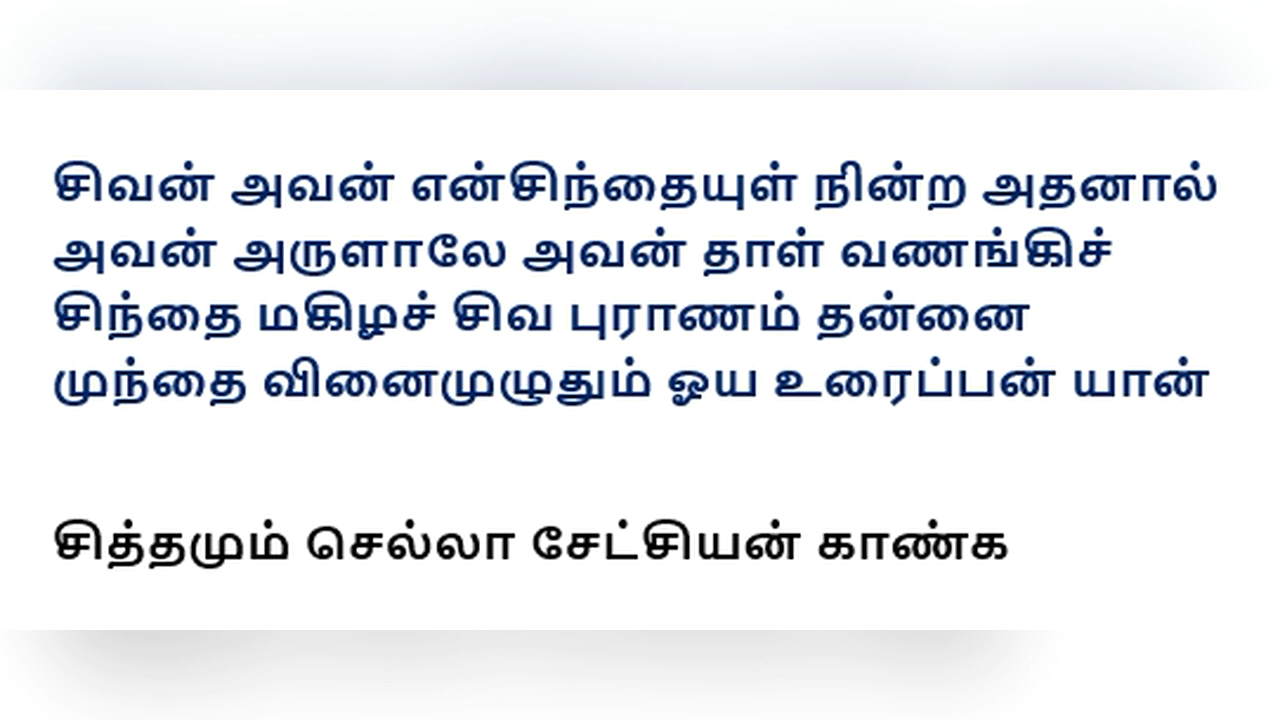 சிவன் அவன் என்சிந்தையுள் நின்ற அதனால்
அவன் அருளாலே அவன் தாள் வணங்கிச்
சிந்தை மகிழச் சிவ புராணம் தன்னை
முந்தை வினைமுழுதும் ஓய உரைப்பன் யான்
சித்தமும் செல்லா சேட்சியன் காண்க